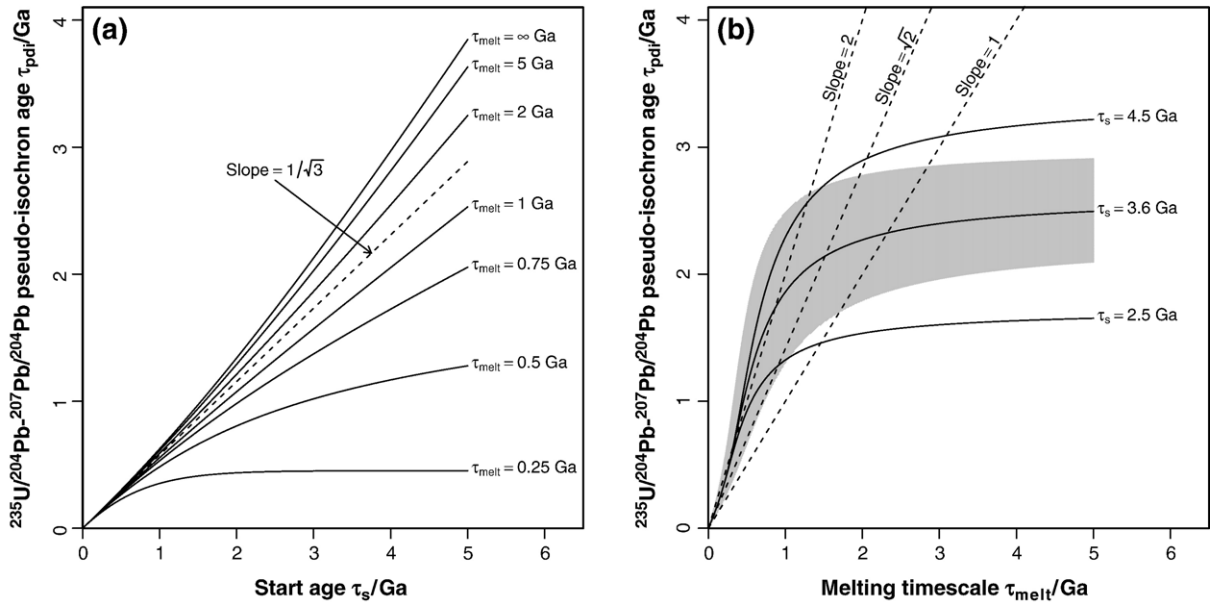 (a)
²³⁵U/²⁰⁴Pb-²⁰⁷Pb/²⁰⁴Pb pseudo-isochron age τpdi/Ga
4
3
2
1
0
τmelt = ∞ Ga
τmelt = 5 Ga
τmelt = 2 Ga
Slope = 1/√3
τmelt = 1 Ga
τmelt = 0.75 Ga
τmelt = 0.5 Ga
τmelt = 0.25 Ga
0 1 2 3 4 5 6
Start age τs/Ga
(b)
²³⁵U/²⁰⁴Pb-²⁰⁷Pb/²⁰⁴Pb pseudo-isochron age τpdi/Ga
4
3
2
1
0
Slope = 2
Slope = √2
Slope = 1
τs = 4.5 Ga
τs = 3.6 Ga
τs = 2.5 Ga
0 1 2 3 4 5 6
Melting timescale τmelt/Ga